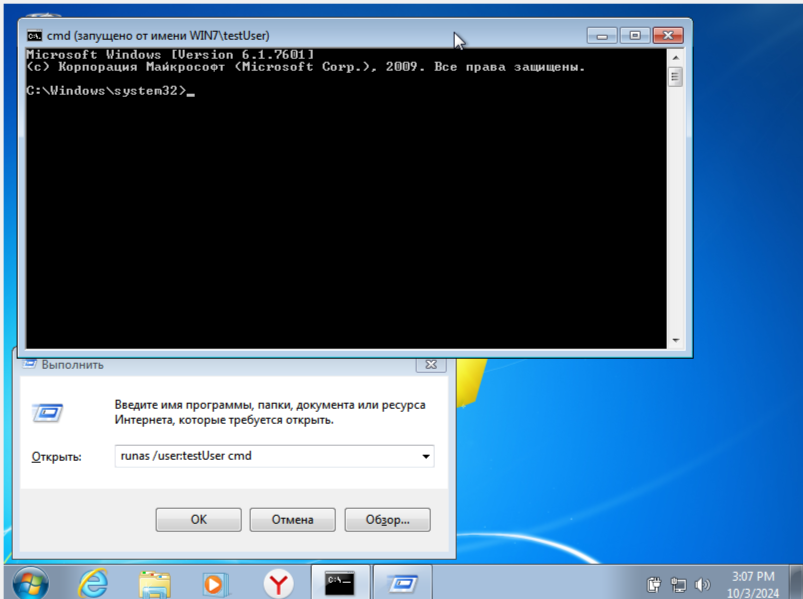 cmd (запущено от имени WIN7\testUser)
Microsoft Windows [Version 6.1.7601]
(c) Корпорация Майкрософт (Microsoft Corp.), 2009. Все права защищены.
C:\Windows\system32>_
Выполнить
Введите имя программы, папки, документа или ресурса
Интернета, которые требуется открыть.
Открыть: runas /user:testUser cmd
ОК Отмена Обзор...
3:07 PM
10/3/2024